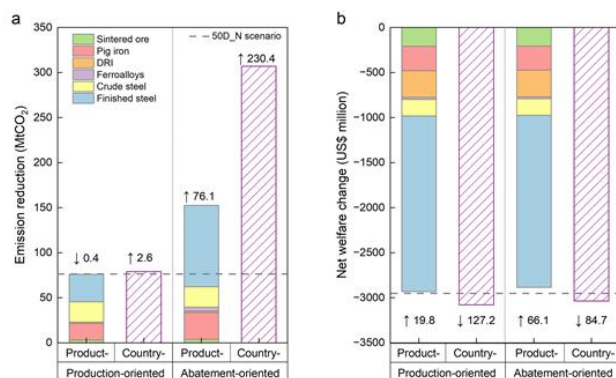 a
Emission reduction (MtCO₂)
350
300
250
200
150
100
50
0
Sintered ore
Pig iron
DRI
Ferroalloys
Crude steel
Finished steel
50D_N scenario
↓ 0.4
↑ 2.6
↑ 76.1
↑ 230.4
Product-
Country-
Product-
Country-
Production-oriented
Abatement-oriented
b
Net welfare change (US$ million)
0
−500
−1000
−1500
−2000
−2500
−3000
−3500
↑ 19.8
↓ 127.2
↑ 66.1
↓ 84.7
Product-
Country-
Product-
Country-
Production-oriented
Abatement-oriented